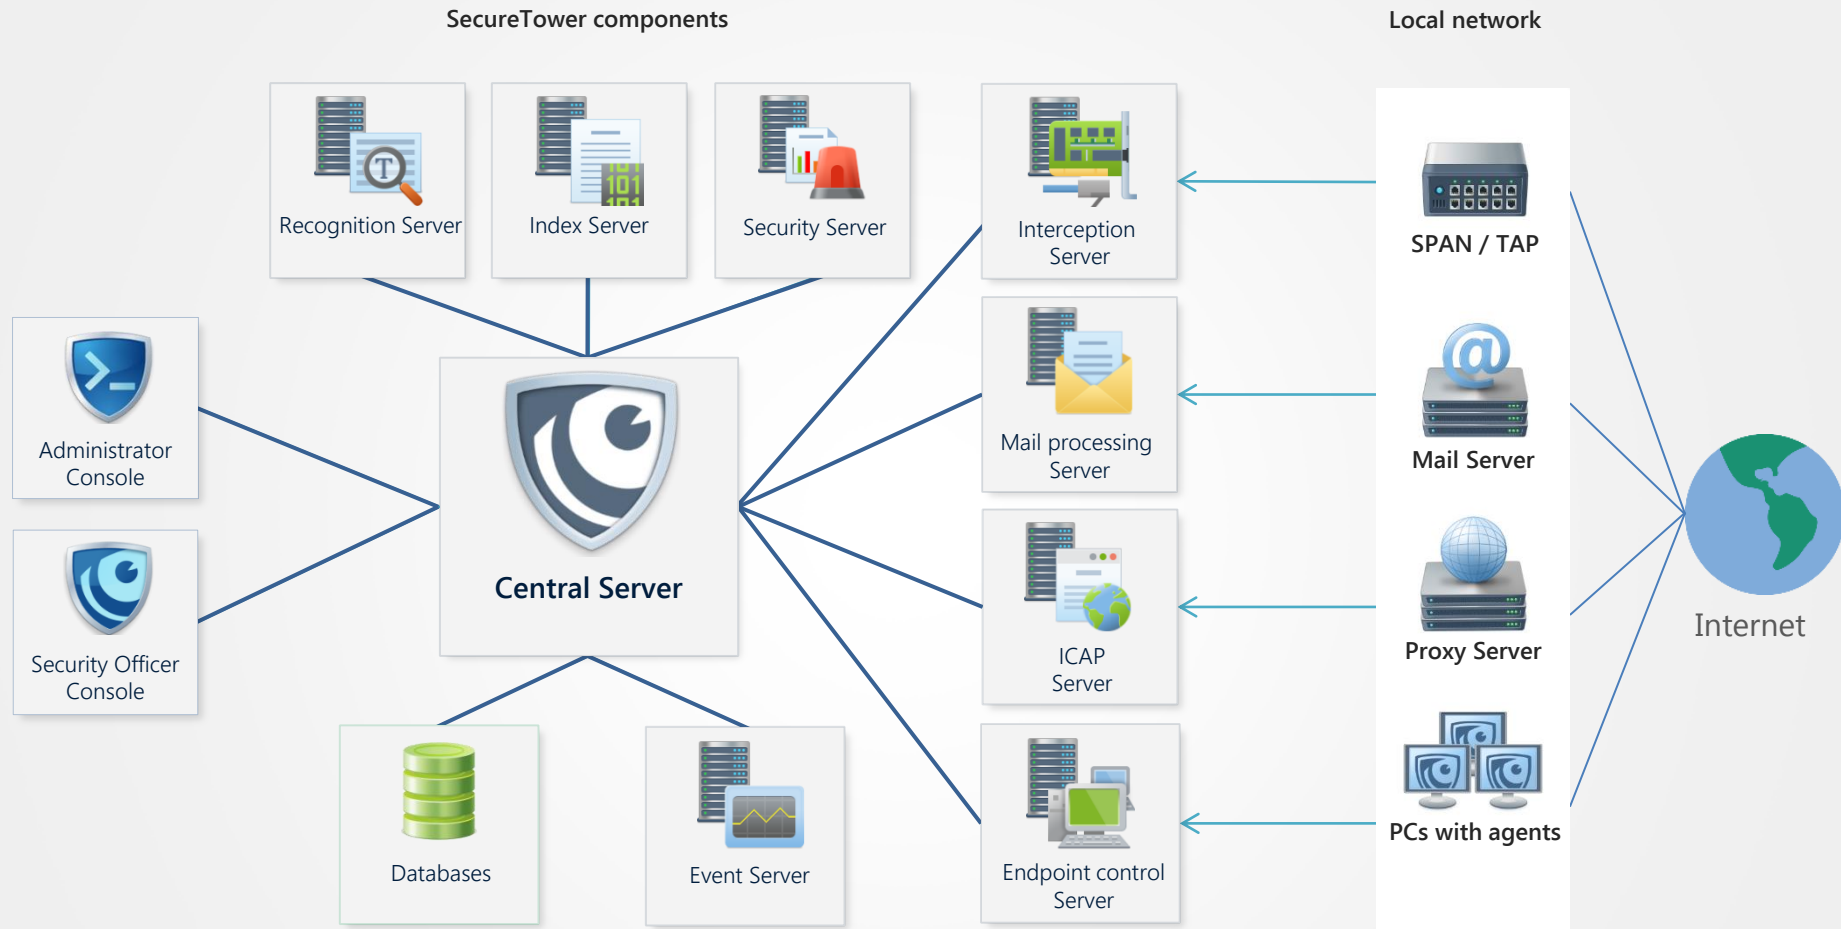 SecureTower components
Local network
Recognition Server
Index Server
Security Server
Interception
Server
SPAN / TAP
Administrator
Console
Mail processing
Server
Mail Server
Central Server
Security Officer
Console
ICAP
Server
Proxy Server
Internet
Databases
Event Server
Endpoint control
Server
PCs with agents
T
101
101
@
>_